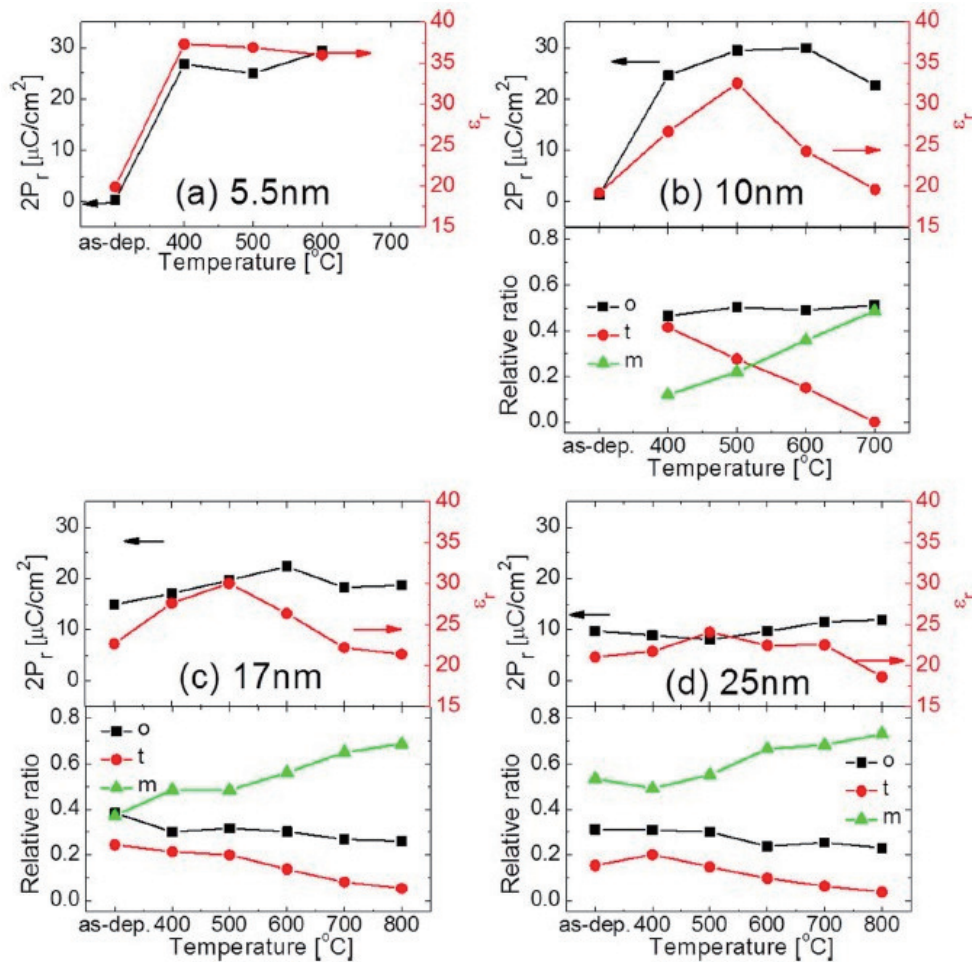 30
20
10
0
2Pr [μC/cm²]
40
35
30
25
20
15
εr
(a) 5.5nm
as-dep. 400 500 600 700
Temperature [°C]
30
20
10
0
2Pr [μC/cm²]
40
35
30
25
20
15
εr
(b) 10nm
0.8
0.6
0.4
0.2
0.0
Relative ratio
o
t
m
as-dep. 400 500 600 700
Temperature [°C]
30
20
10
0
2Pr [μC/cm²]
40
35
30
25
20
15
εr
(c) 17nm
0.8
0.6
0.4
0.2
0.0
Relative ratio
o
t
m
as-dep. 400 500 600 700 800
Temperature [°C]
30
20
10
0
2Pr [μC/cm²]
40
35
30
25
20
15
εr
(d) 25nm
0.8
0.6
0.4
0.2
0.0
Relative ratio
o
t
m
as-dep. 400 500 600 700 800
Temperature [°C]